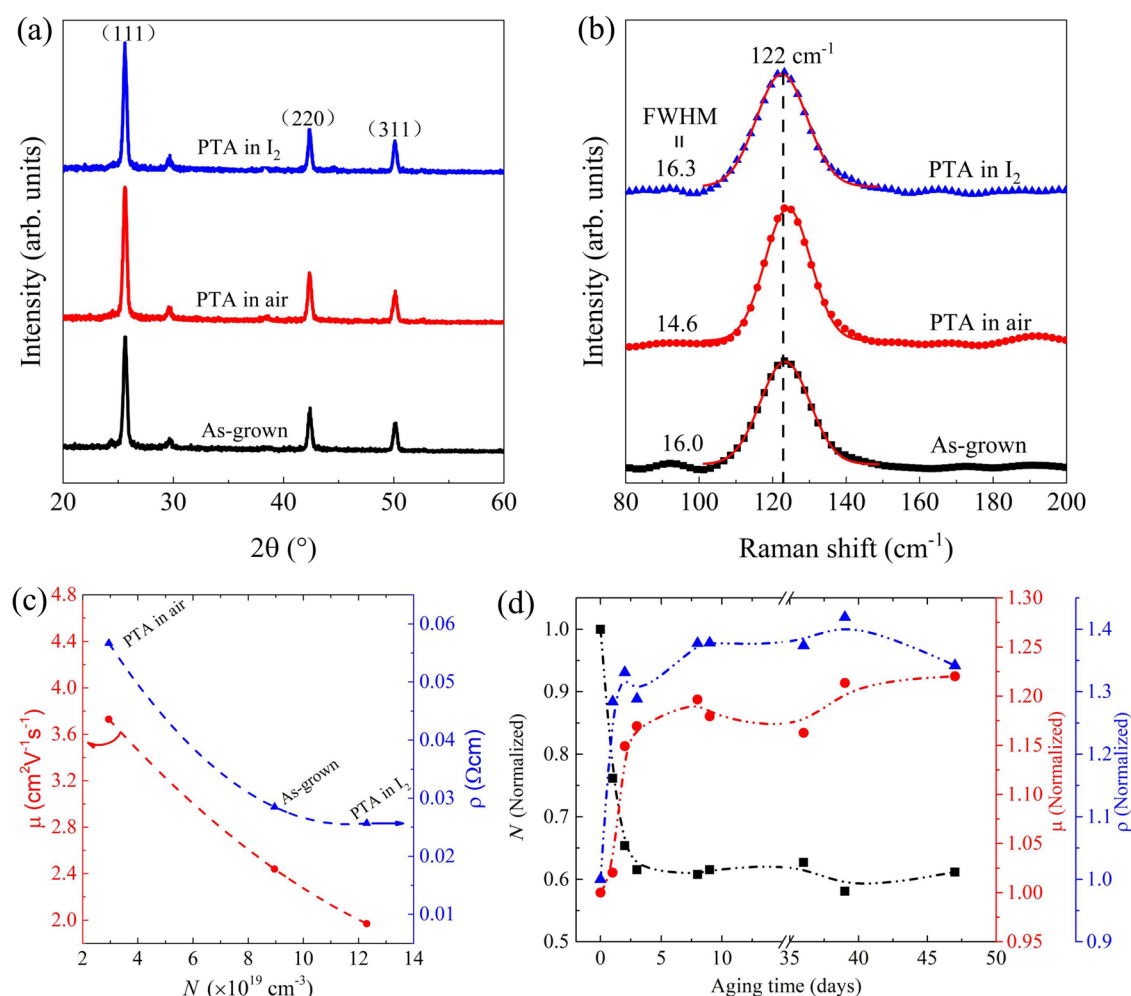 (a)
(111)
(220)
(311)
PTA in I₂
PTA in air
As-grown
Intensity (arb. units)
20 30 40 50 60
2θ (°)
(b)
122 cm⁻¹
FWHM
=
16.3
PTA in I₂
14.6
PTA in air
16.0
As-grown
Intensity (arb. units)
80 100 120 140 160 180 200
Raman shift (cm⁻¹)
(c)
4.8
4.4
4.0
3.6
3.2
2.8
2.4
2.0
μ (cm²V⁻¹s⁻¹)
PTA in air
As-grown
PTA in I₂
0.06
0.05
0.04
0.03
0.02
0.01
ρ (Ωcm)
2 4 6 8 10 12 14
N (×10¹⁹ cm⁻³)
(d)
1.0
0.9
0.8
0.7
0.6
0.5
N (Normalized)
1.30
1.25
1.20
1.15
1.10
1.05
1.00
0.95
μ (Normalized)
1.4
1.3
1.2
1.1
1.0
0.9
ρ (Normalized)
0 5 10 35 40 45 50
Aging time (days)